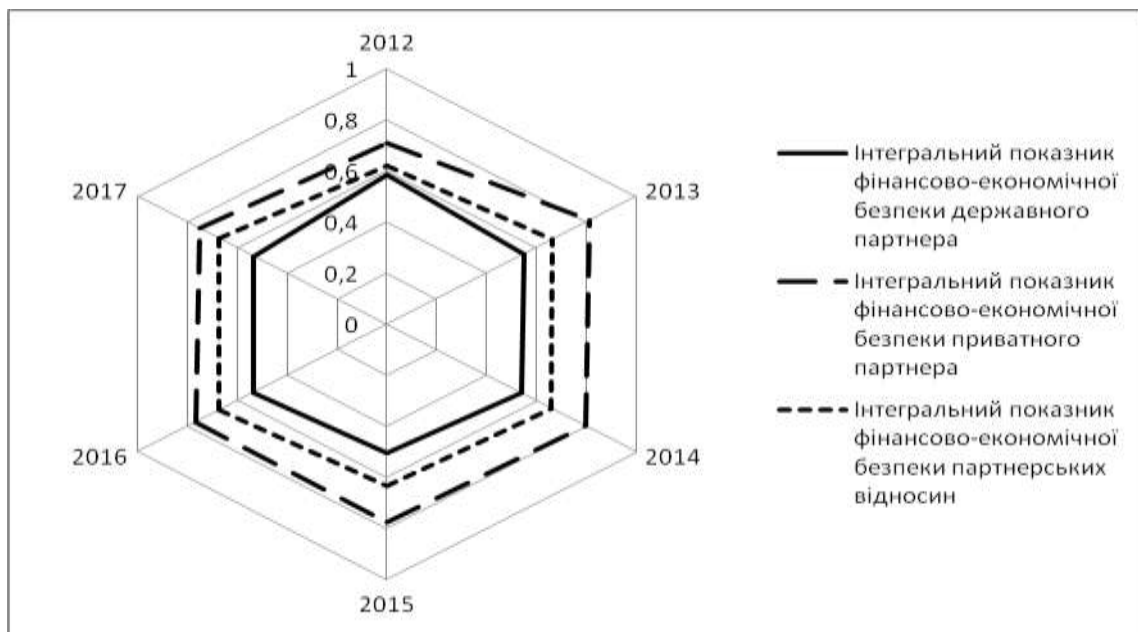 2012
1
0,8
0,6
0,4
0,2
0
2013
2014
2015
2016
2017
Інтегральний показник
фінансово-економічної
безпеки державного
партнера
Інтегральний показник
фінансово-економічної
безпеки приватного
партнера
Інтегральний показник
фінансово-економічної
безпеки партнерських
відносин